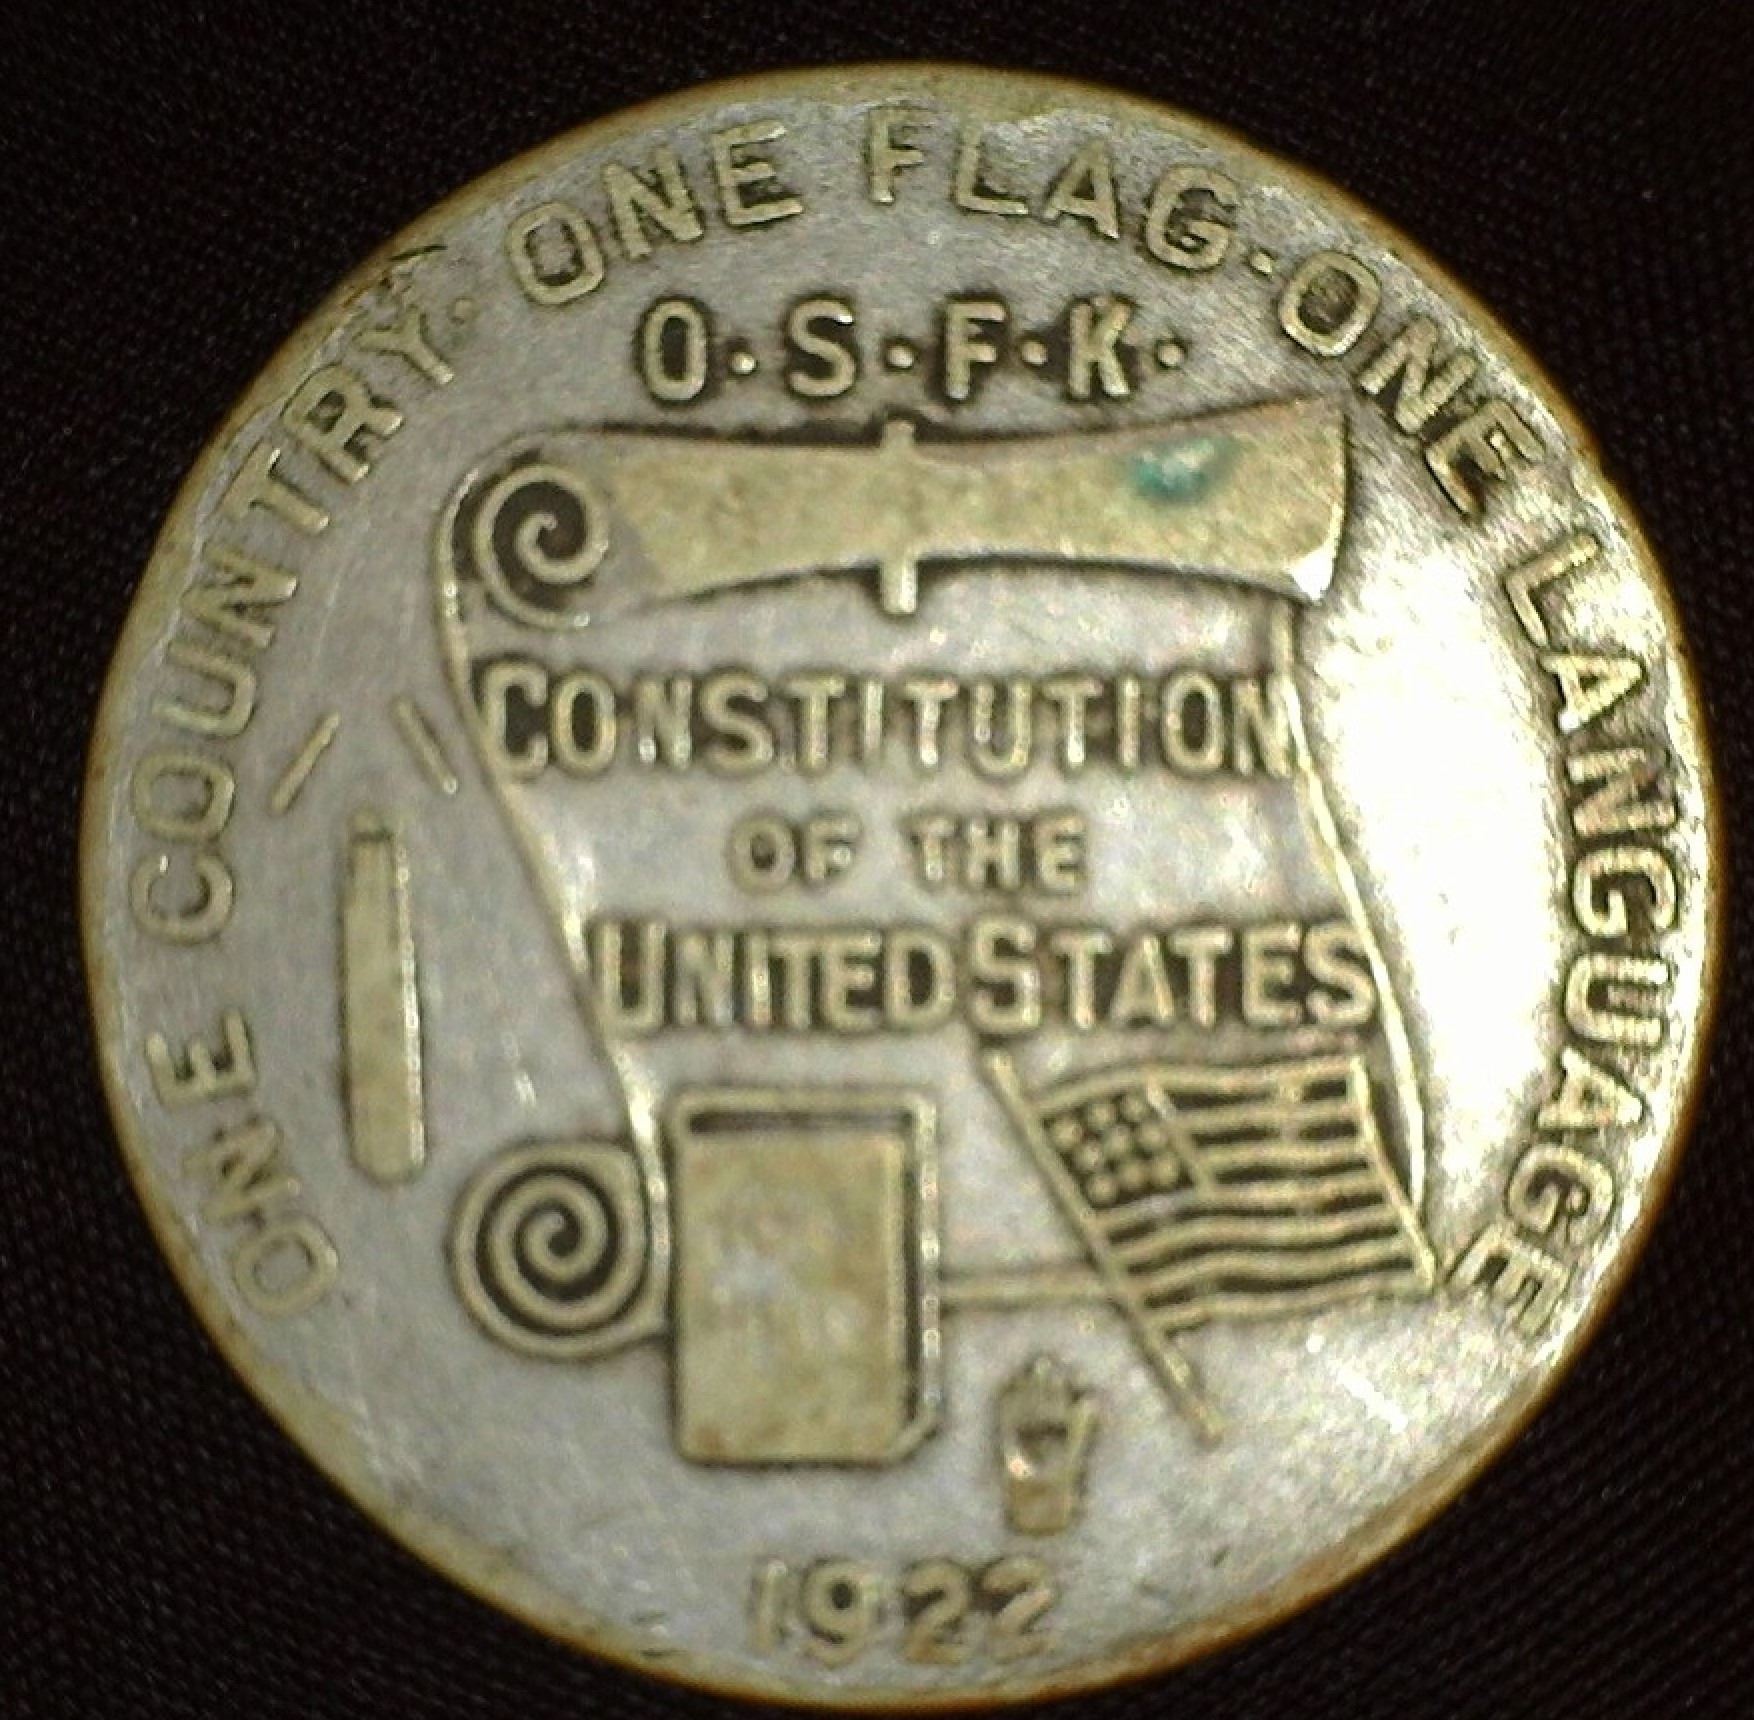 ONE COUNTRY · ONE FLAG · ONE LANGUAGE
O·S·F·K·
CONSTITUTION
OF THE
UNITED STATES
1922